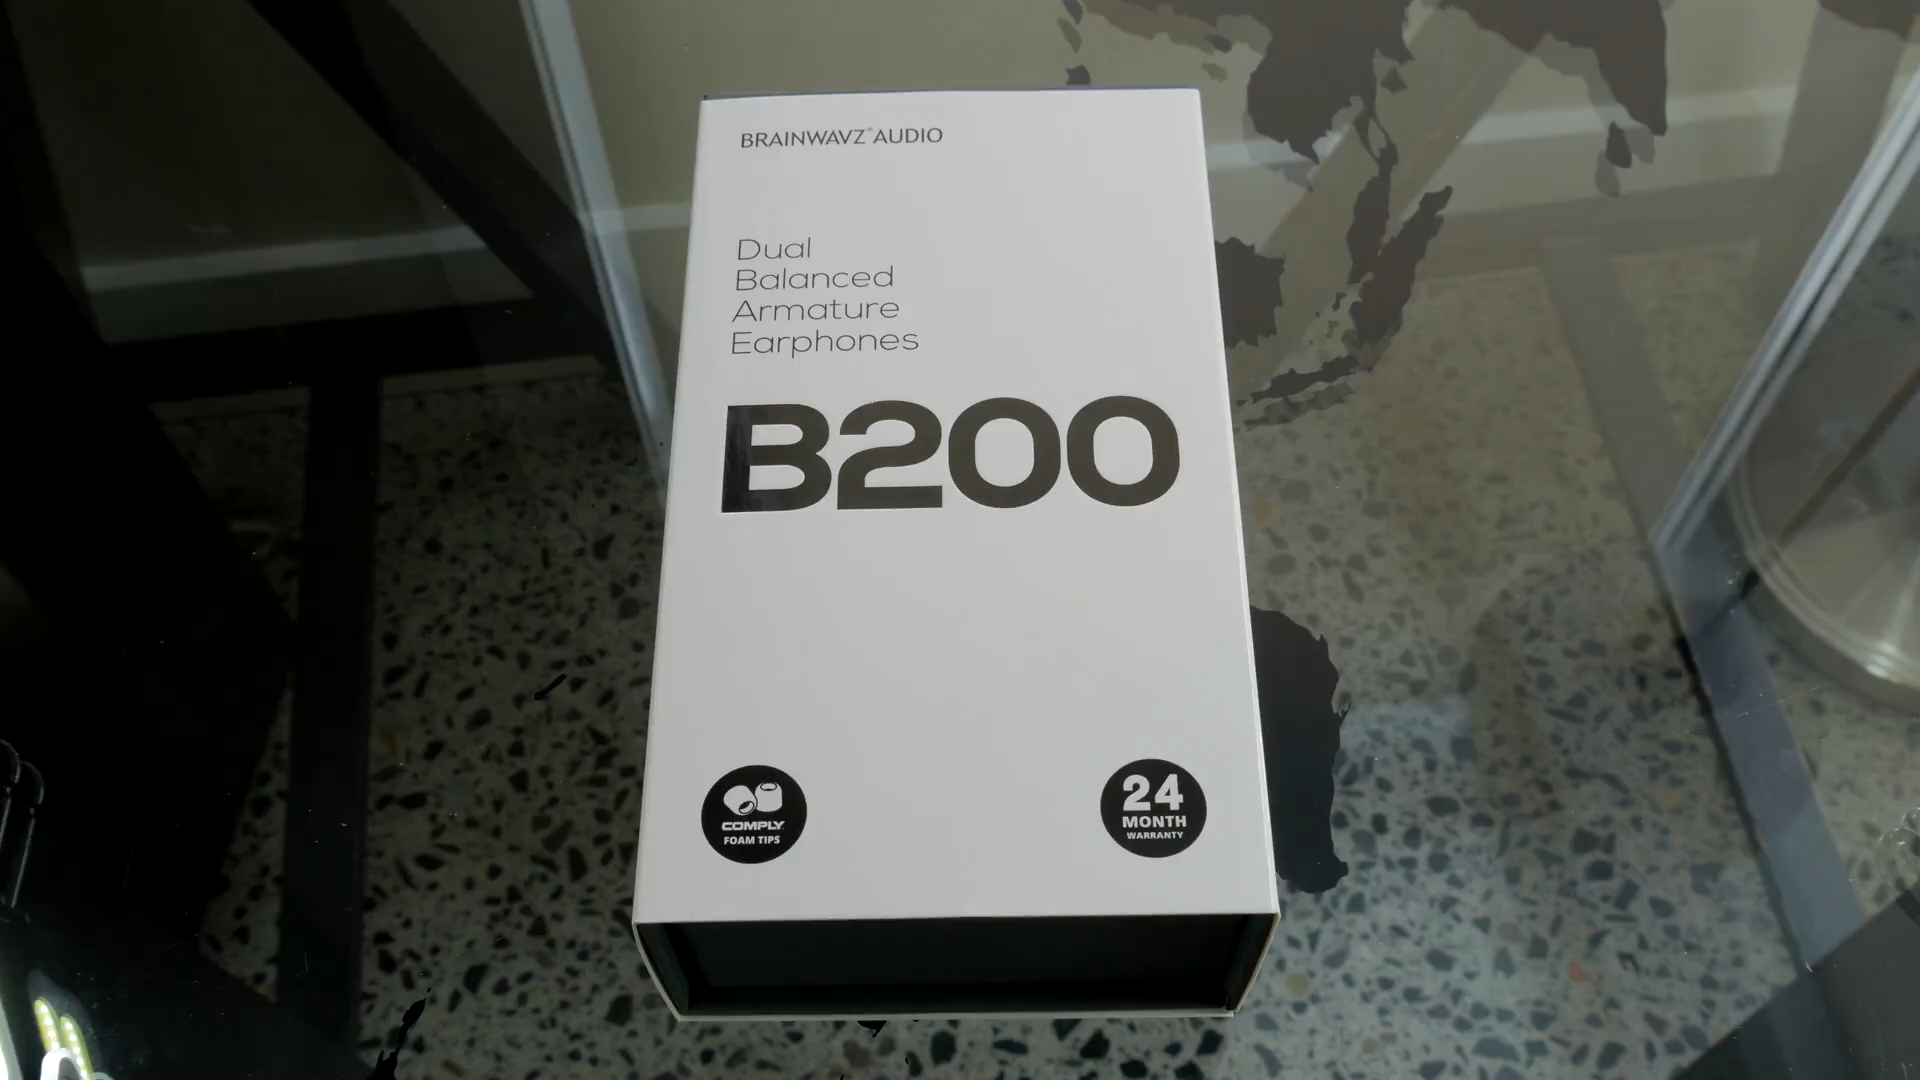 BRAINWAVZ® AUDIO
Dual
Balanced
Armature
Earphones
B200
COMPLY
FOAM TIPS
24
MONTH
WARRANTY